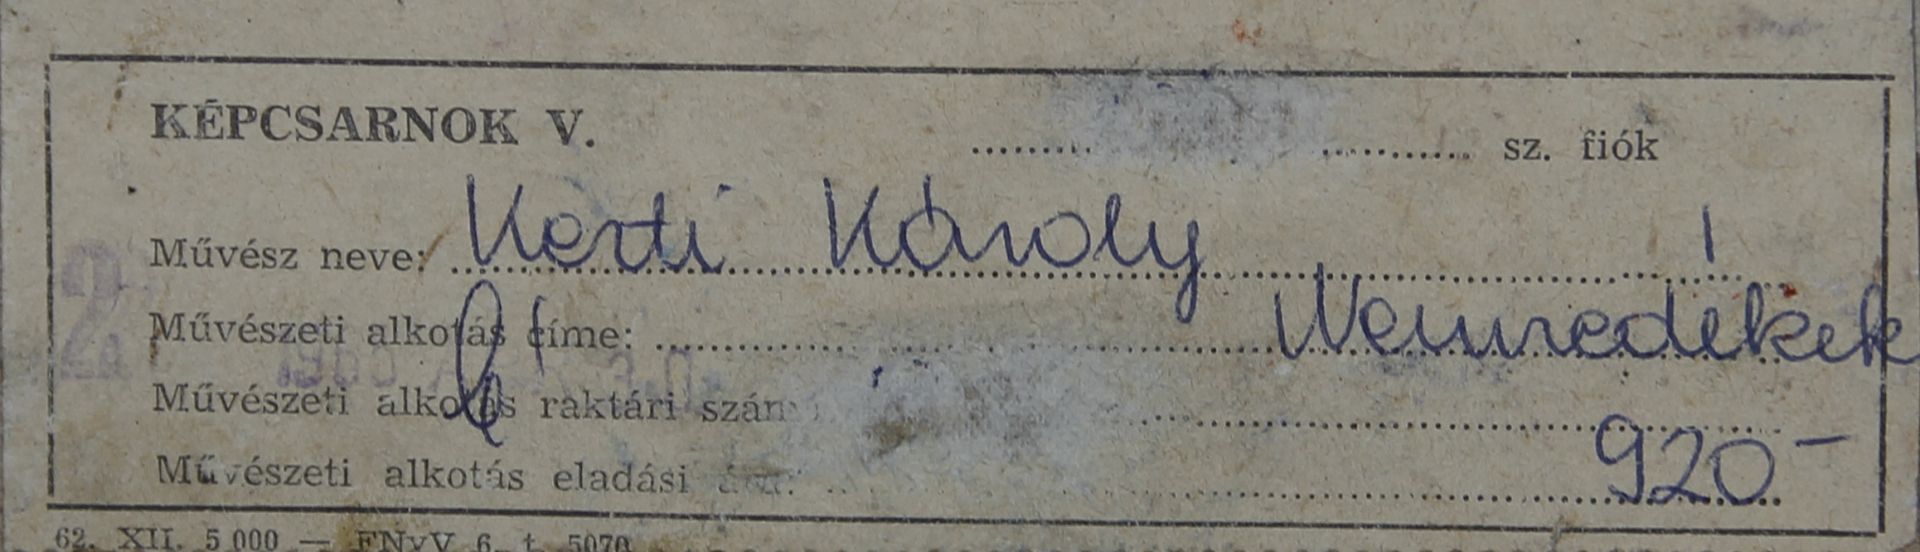 KÉPCSARNOK V. .......... sz. fiók
Művész neve: Kerti Károly
Művészeti alkotás címe: Nemzedékek
Művészeti alkotás raktári szám
Művészeti alkotás eladási ára: 920-
62. XII. 5 000 — FNyV 6. t. 5070